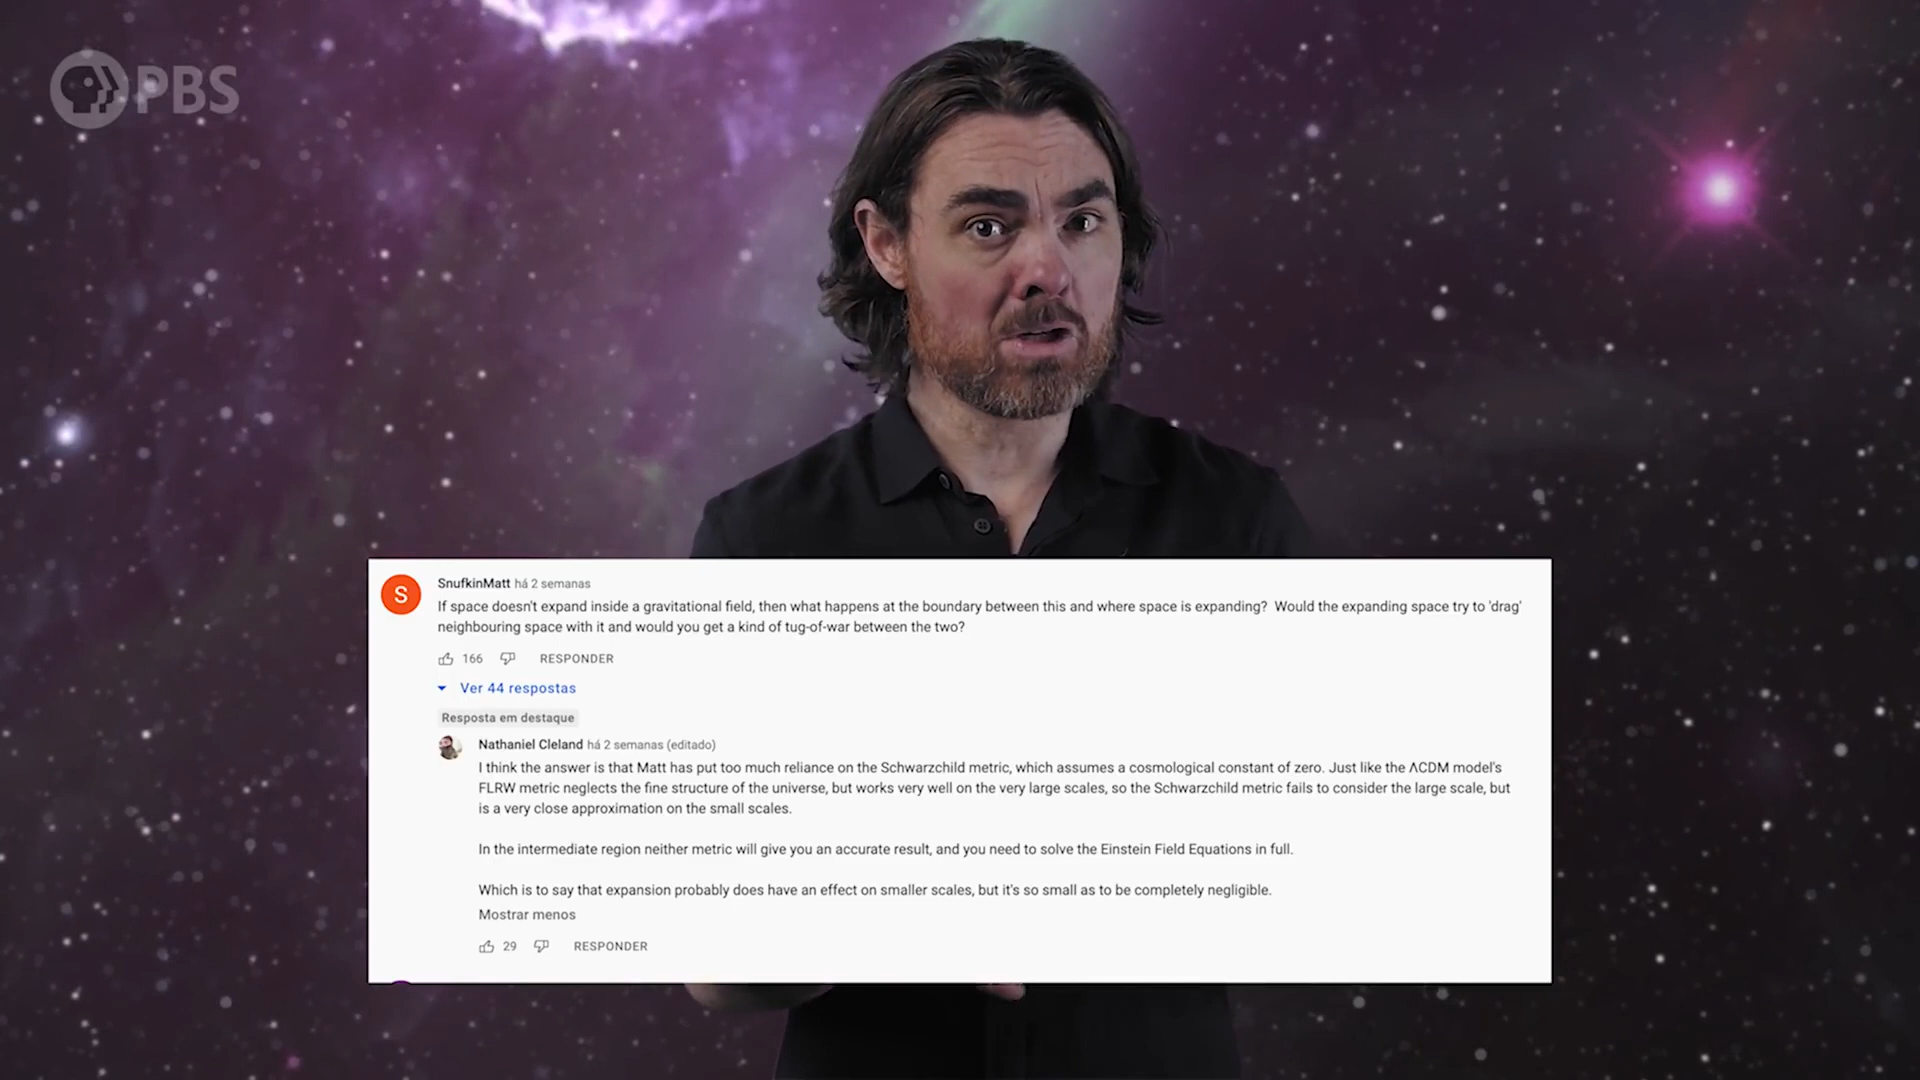 PBS
S
SnufkinMatt há 2 semanas
If space doesn't expand inside a gravitational field, then what happens at the boundary between this and where space is expanding? Would the expanding space try to 'drag'
neighbouring space with it and would you get a kind of tug-of-war between the two?
166 RESPONDER
Ver 44 respostas
Resposta em destaque
Nathaniel Cleland há 2 semanas (editado)
I think the answer is that Matt has put too much reliance on the Schwarzchild metric, which assumes a cosmological constant of zero. Just like the ΛCDM model's
FLRW metric neglects the fine structure of the universe, but works very well on the very large scales, so the Schwarzchild metric fails to consider the large scale, but
is a very close approximation on the small scales.
In the intermediate region neither metric will give you an accurate result, and you need to solve the Einstein Field Equations in full.
Which is to say that expansion probably does have an effect on smaller scales, but it's so small as to be completely negligible.
Mostrar menos
29 RESPONDER